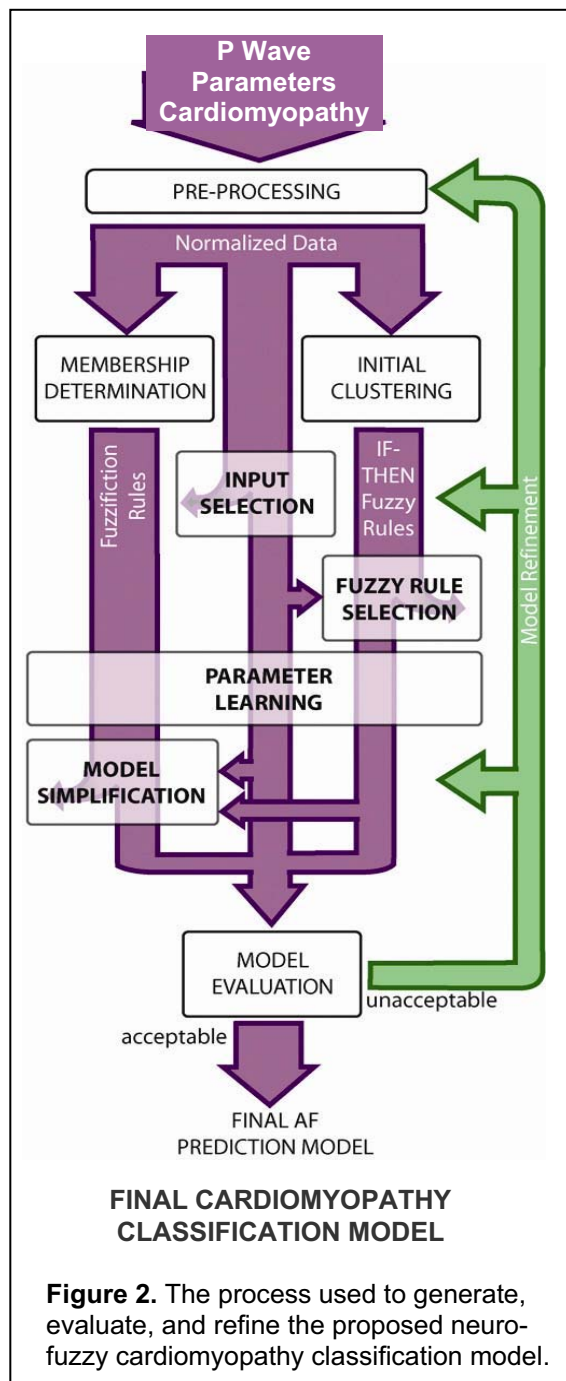 P Wave
Parameters
Cardiomyopathy
PRE-PROCESSING
Normalized Data
MEMBERSHIP
DETERMINATION
INITIAL
CLUSTERING
Fuzzifiction
Rules
INPUT
SELECTION
IF-
THEN
Fuzzy
Rules
FUZZY RULE
SELECTION
Model Refinement
PARAMETER
LEARNING
MODEL
SIMPLIFICATION
MODEL
EVALUATION
unacceptable
acceptable
FINAL AF
PREDICTION MODEL
FINAL CARDIOMYOPATHY
CLASSIFICATION MODEL
Figure 2. The process used to generate,
evaluate, and refine the proposed neuro-
fuzzy cardiomyopathy classification model.